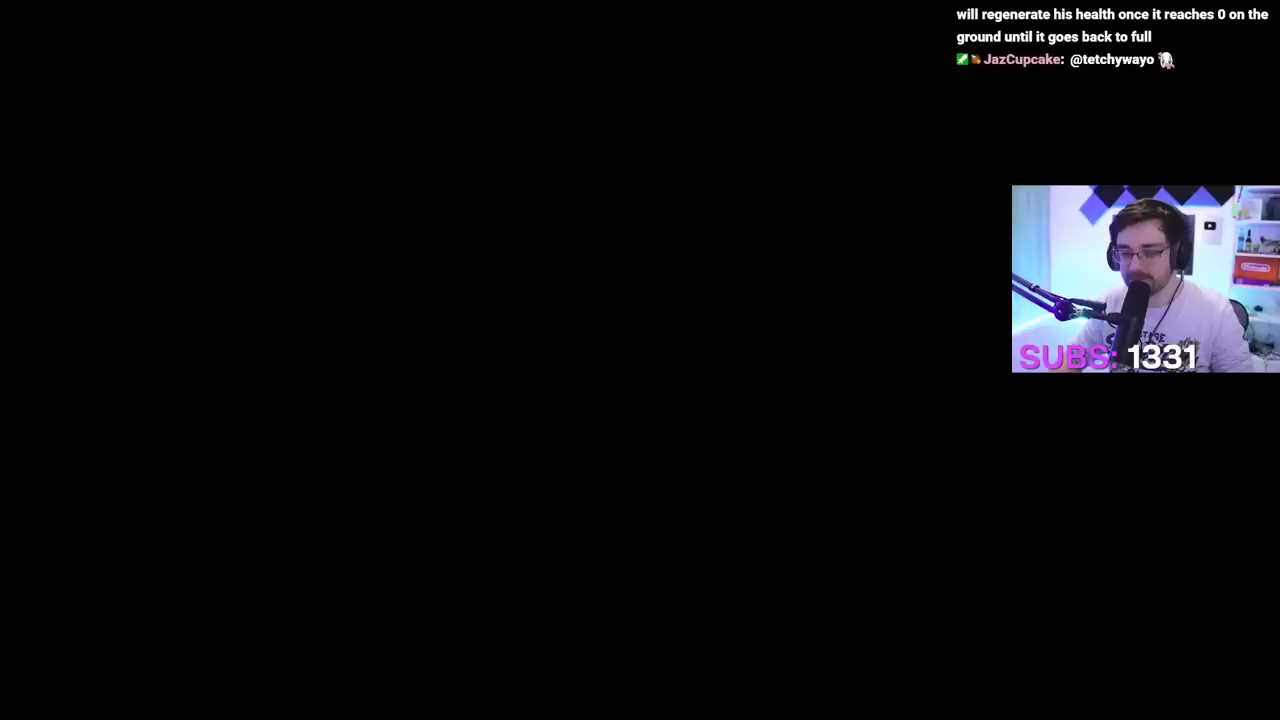 will regenerate his health once it reaches 0 on the
ground until it goes back to full
JazCupcake: @tetchywayo
SUBS: 1331